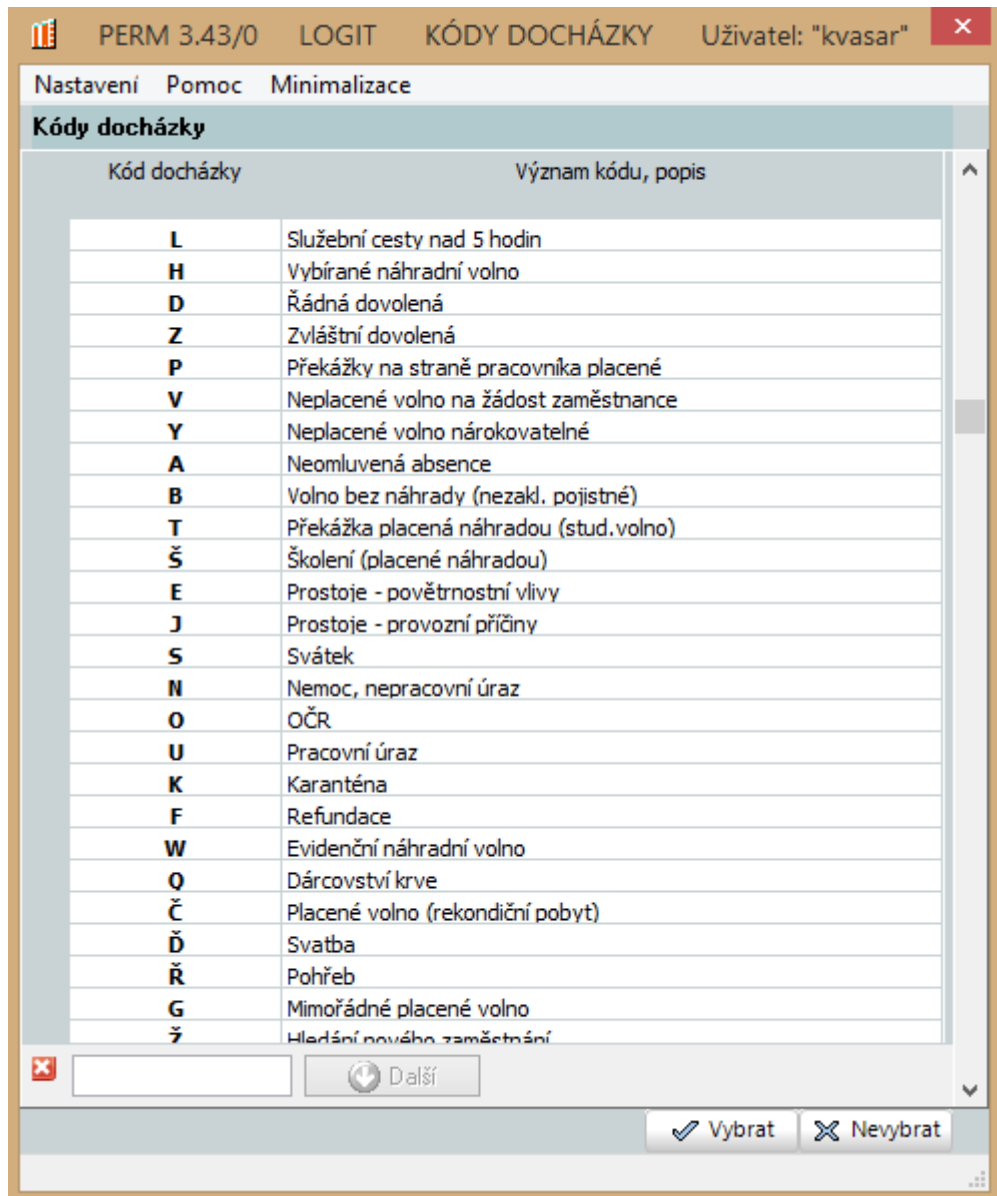 PERM 3.43/0 LOGIT KÓDY DOCHÁZKY Uživatel: "kvasar"
Nastavení Pomoc Minimalizace
Kódy docházky
Kód docházky Význam kódu, popis
L Služební cesty nad 5 hodin
H Vybírané náhradní volno
D Řádná dovolená
Z Zvláštní dovolená
P Překážky na straně pracovníka placené
V Neplacené volno na žádost zaměstnance
Y Neplacené volno nárokovatelné
A Neomluvená absence
B Volno bez náhrady (nezakl. pojistné)
T Překážka placená náhradou (stud.volno)
Š Školení (placené náhradou)
E Prostoje - povětrnostní vlivy
J Prostoje - provozní příčiny
S Svátek
N Nemoc, nepracovní úraz
O OČR
U Pracovní úraz
K Karanténa
F Refundace
W Evidenční náhradní volno
Q Dárcovství krve
Č Placené volno (rekondiční pobyt)
Ď Svatba
Ř Pohřeb
G Mimořádné placené volno
Ž Hledání nového zaměstnání
Další
Vybrat Nevybrat